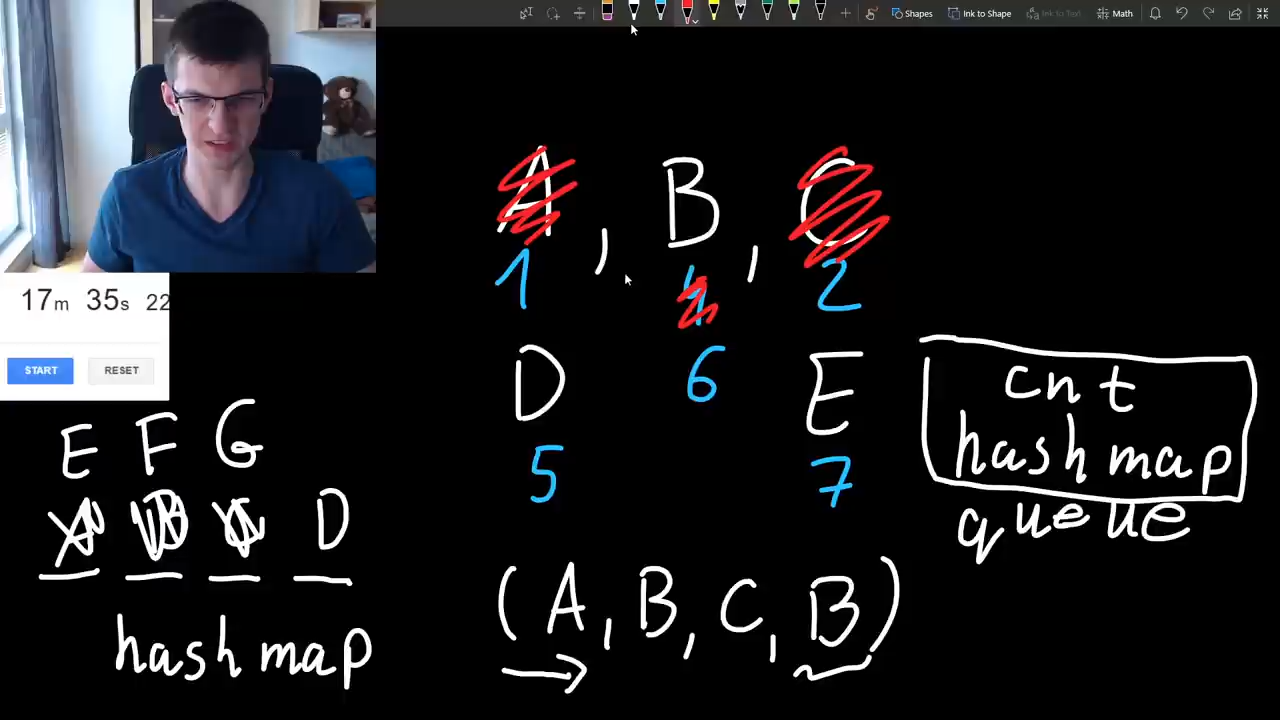 Shapes Ink to Shape Ink to Text Math
A , B , C
1 4 2
17m 35s 22
START RESET
D 6 E
5 7
cnt
hashmap
queue
E F G
A B C D
hashmap
(A, B, C, B)